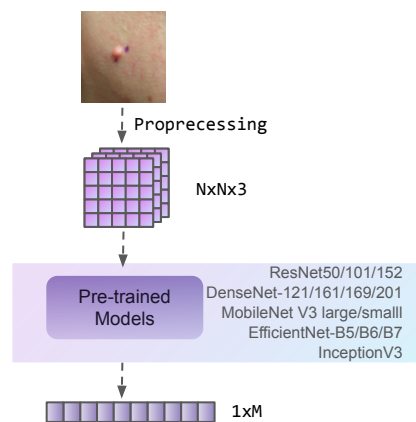 Proprecessing
NxNx3
Pre-trained
Models
ResNet50/101/152
DenseNet-121/161/169/201
MobileNet V3 large/smalll
EfficientNet-B5/B6/B7
InceptionV3
1xM